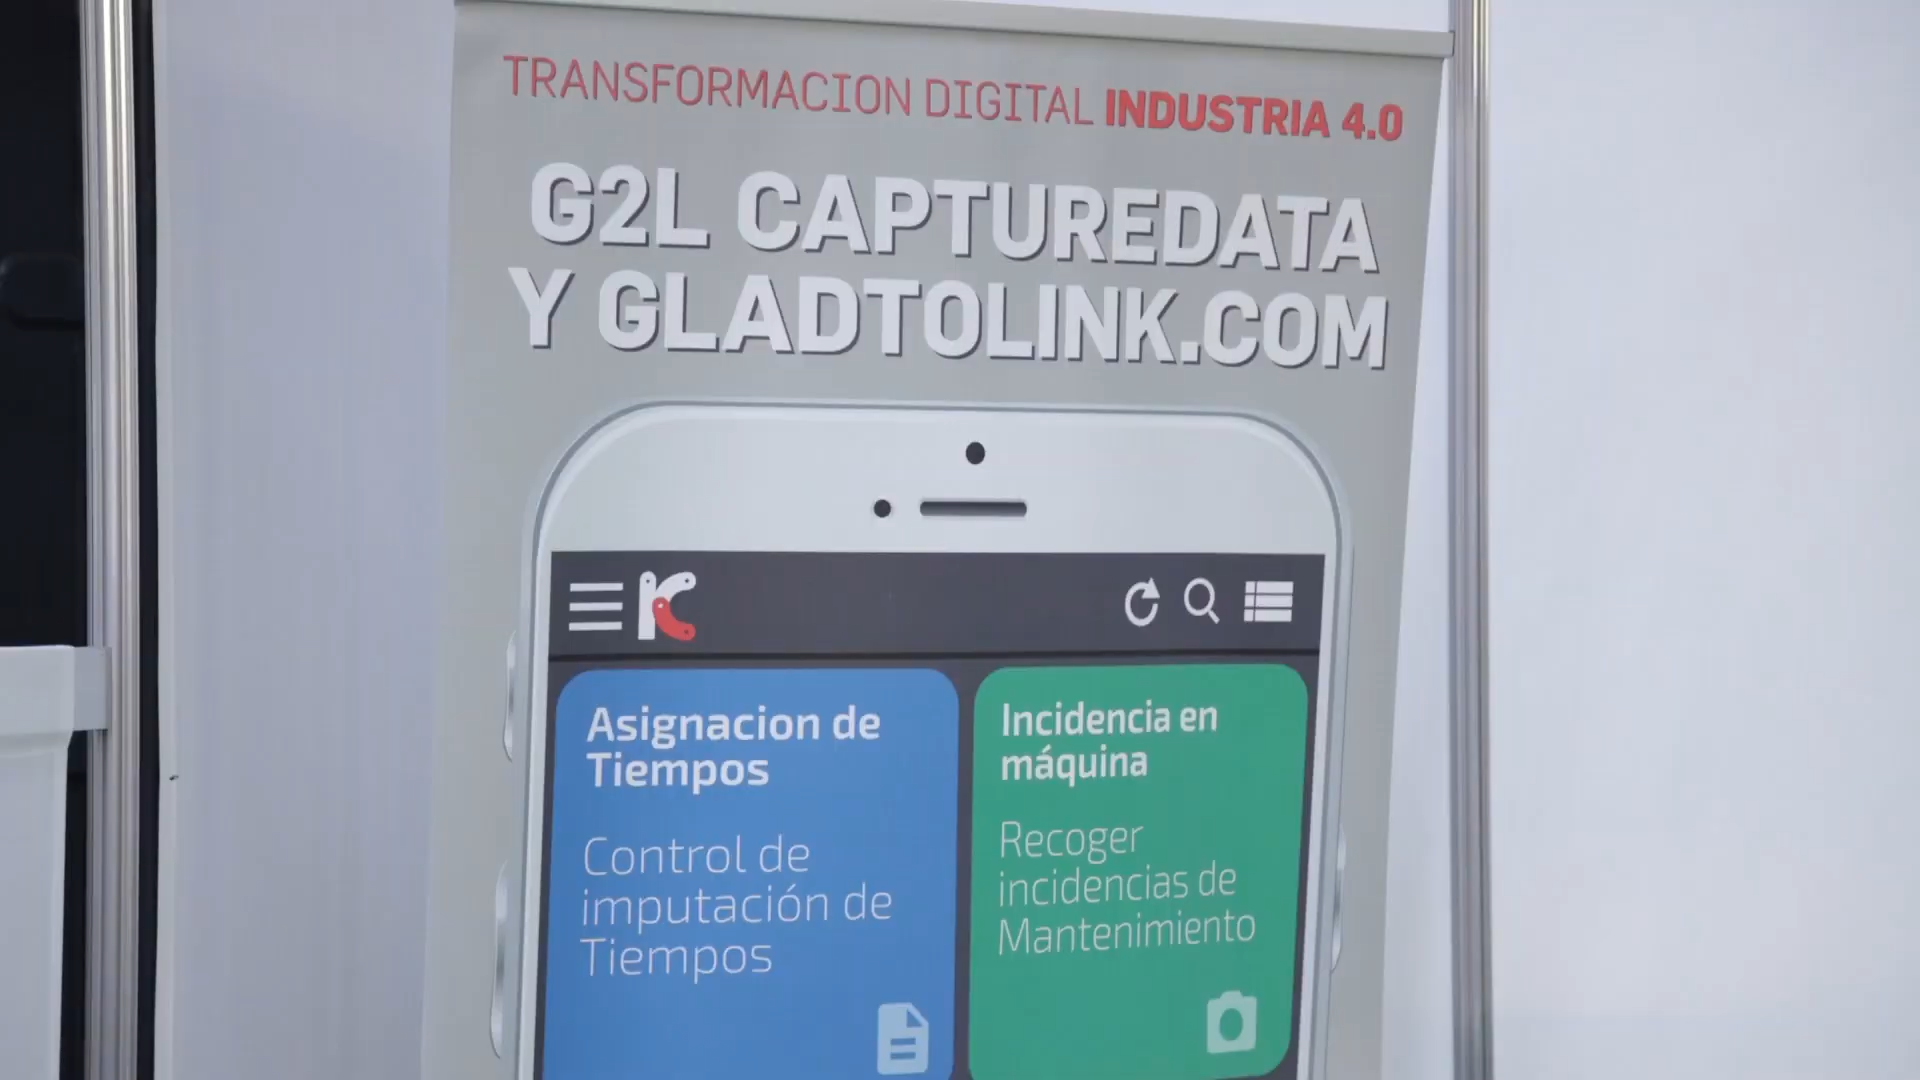 TRANSFORMACION DIGITAL INDUSTRIA 4.0
G2L CAPTUREDATA
Y GLADTOLINK.COM
Asignacion de
Tiempos
Control de
imputación de
Tiempos
Incidencia en
máquina
Recoger
incidencias de
Mantenimiento